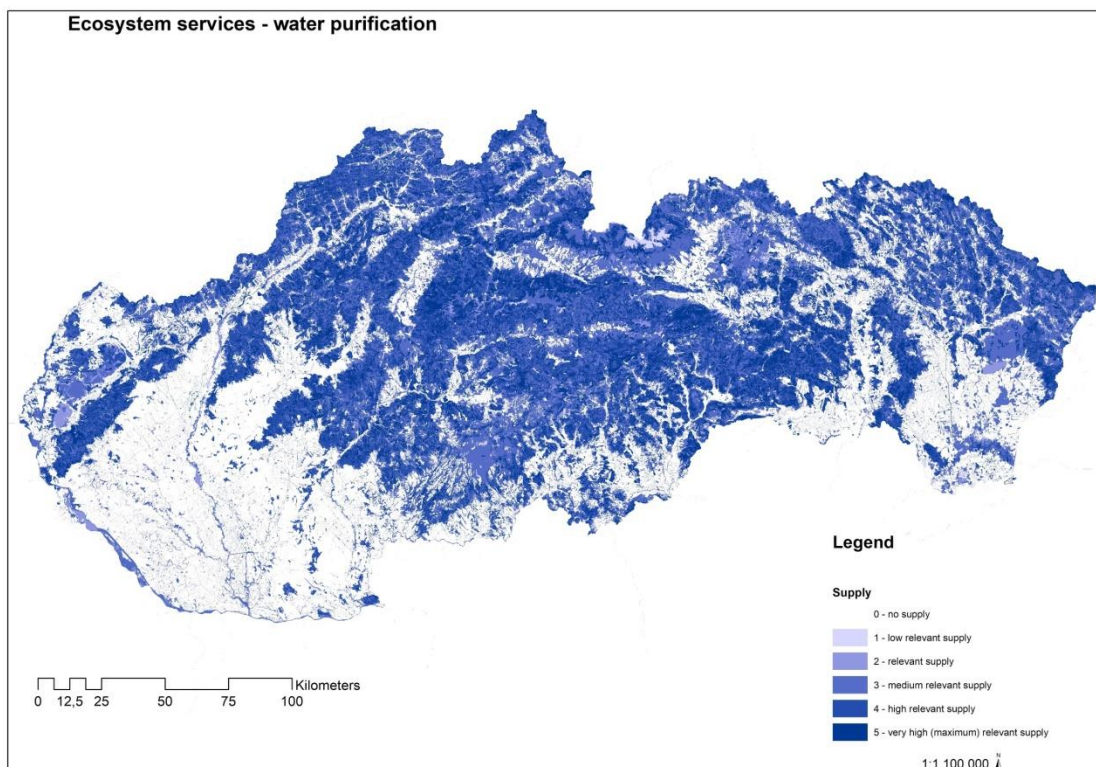 Ecosystem services - water purification
Legend
Supply
0 - no supply
1 - low relevant supply
2 - relevant supply
3 - medium relevant supply
4 - high relevant supply
5 - very high (maximum) relevant supply
Kilometers
0 12,5 25 50 75 100
1:1 100 000
N